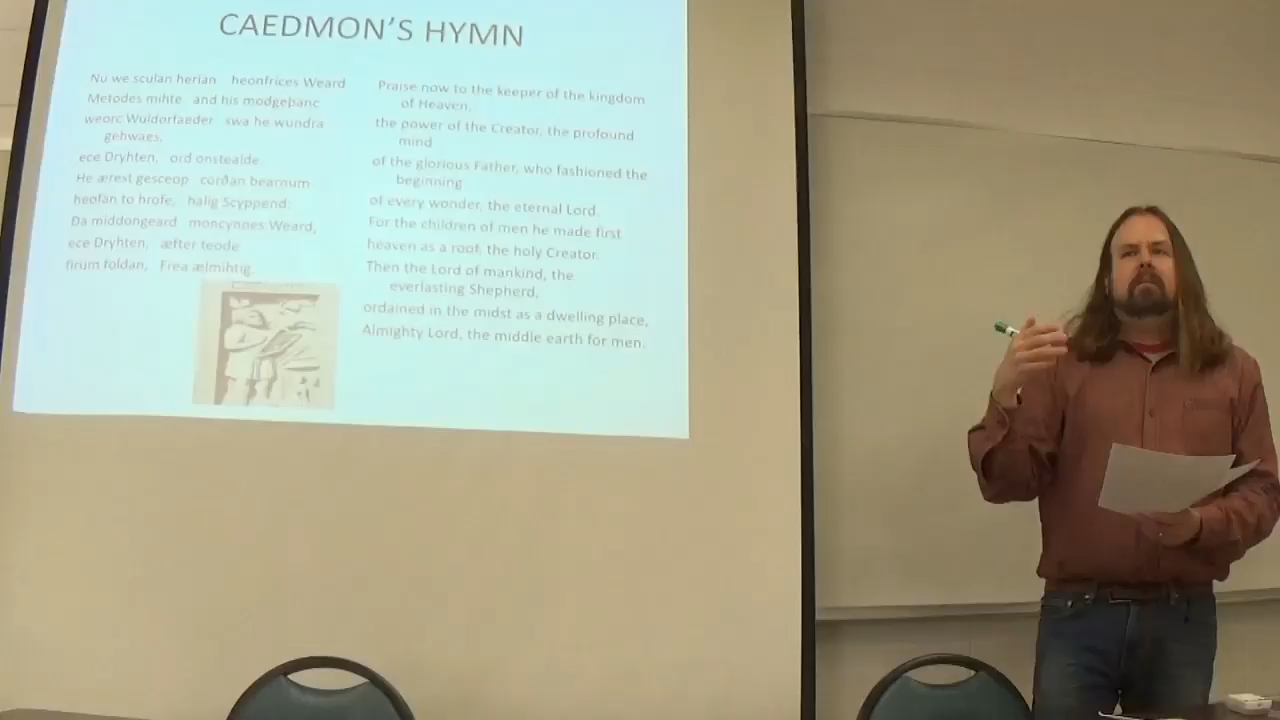 CAEDMON'S HYMN
Nu we sculan herian heonfrices Weard
Metodes mihte and his modgeþanc
weorc Wuldorfaeder swa he wundra
gehwaes,
ece Dryhten, ord onstealde.
He ærest gesceop eorðan bearnum
heofan to hrofe, halig Scyppend:
Ða middongeard moncynnes Weard,
ece Dryhten, æfter teode
firum foldan, Frea ælmihtig.
Praise now to the keeper of the kingdom
of Heaven,
the power of the Creator, the profound
mind
of the glorious Father, who fashioned the
beginning
of every wonder, the eternal Lord.
For the children of men he made first
heaven as a roof, the holy Creator.
Then the Lord of mankind, the
everlasting Shepherd,
ordained in the midst as a dwelling place,
Almighty Lord, the middle earth for men.